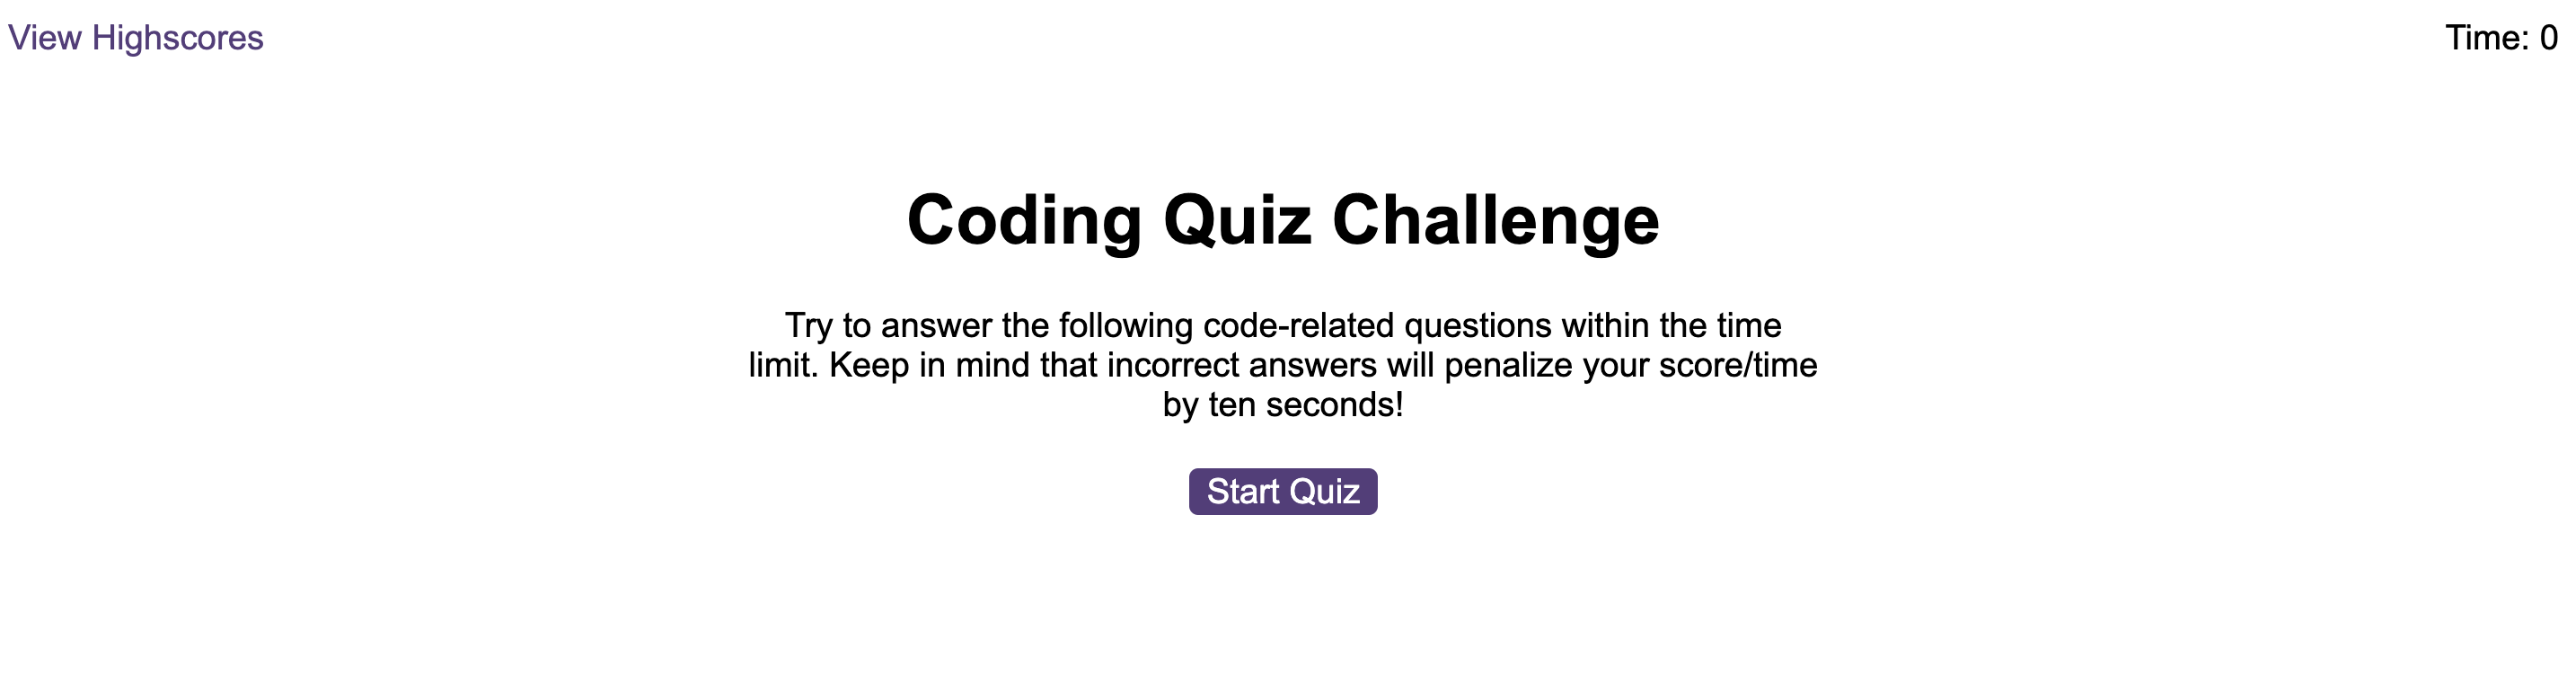 View Highscores
Time: 0
Coding Quiz Challenge
Try to answer the following code-related questions within the time
limit. Keep in mind that incorrect answers will penalize your score/time
by ten seconds!
Start Quiz